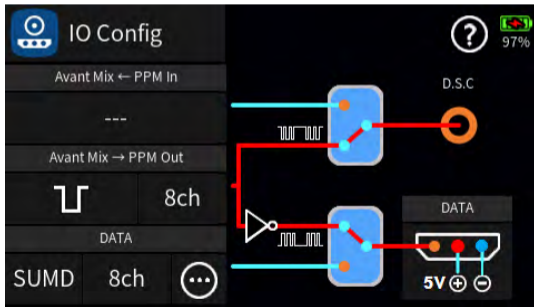 IO Config
?
97%
Avant Mix ← PPM In
---
D.S.C
Avant Mix → PPM Out
8ch
DATA
DATA
SUMD 8ch
5V